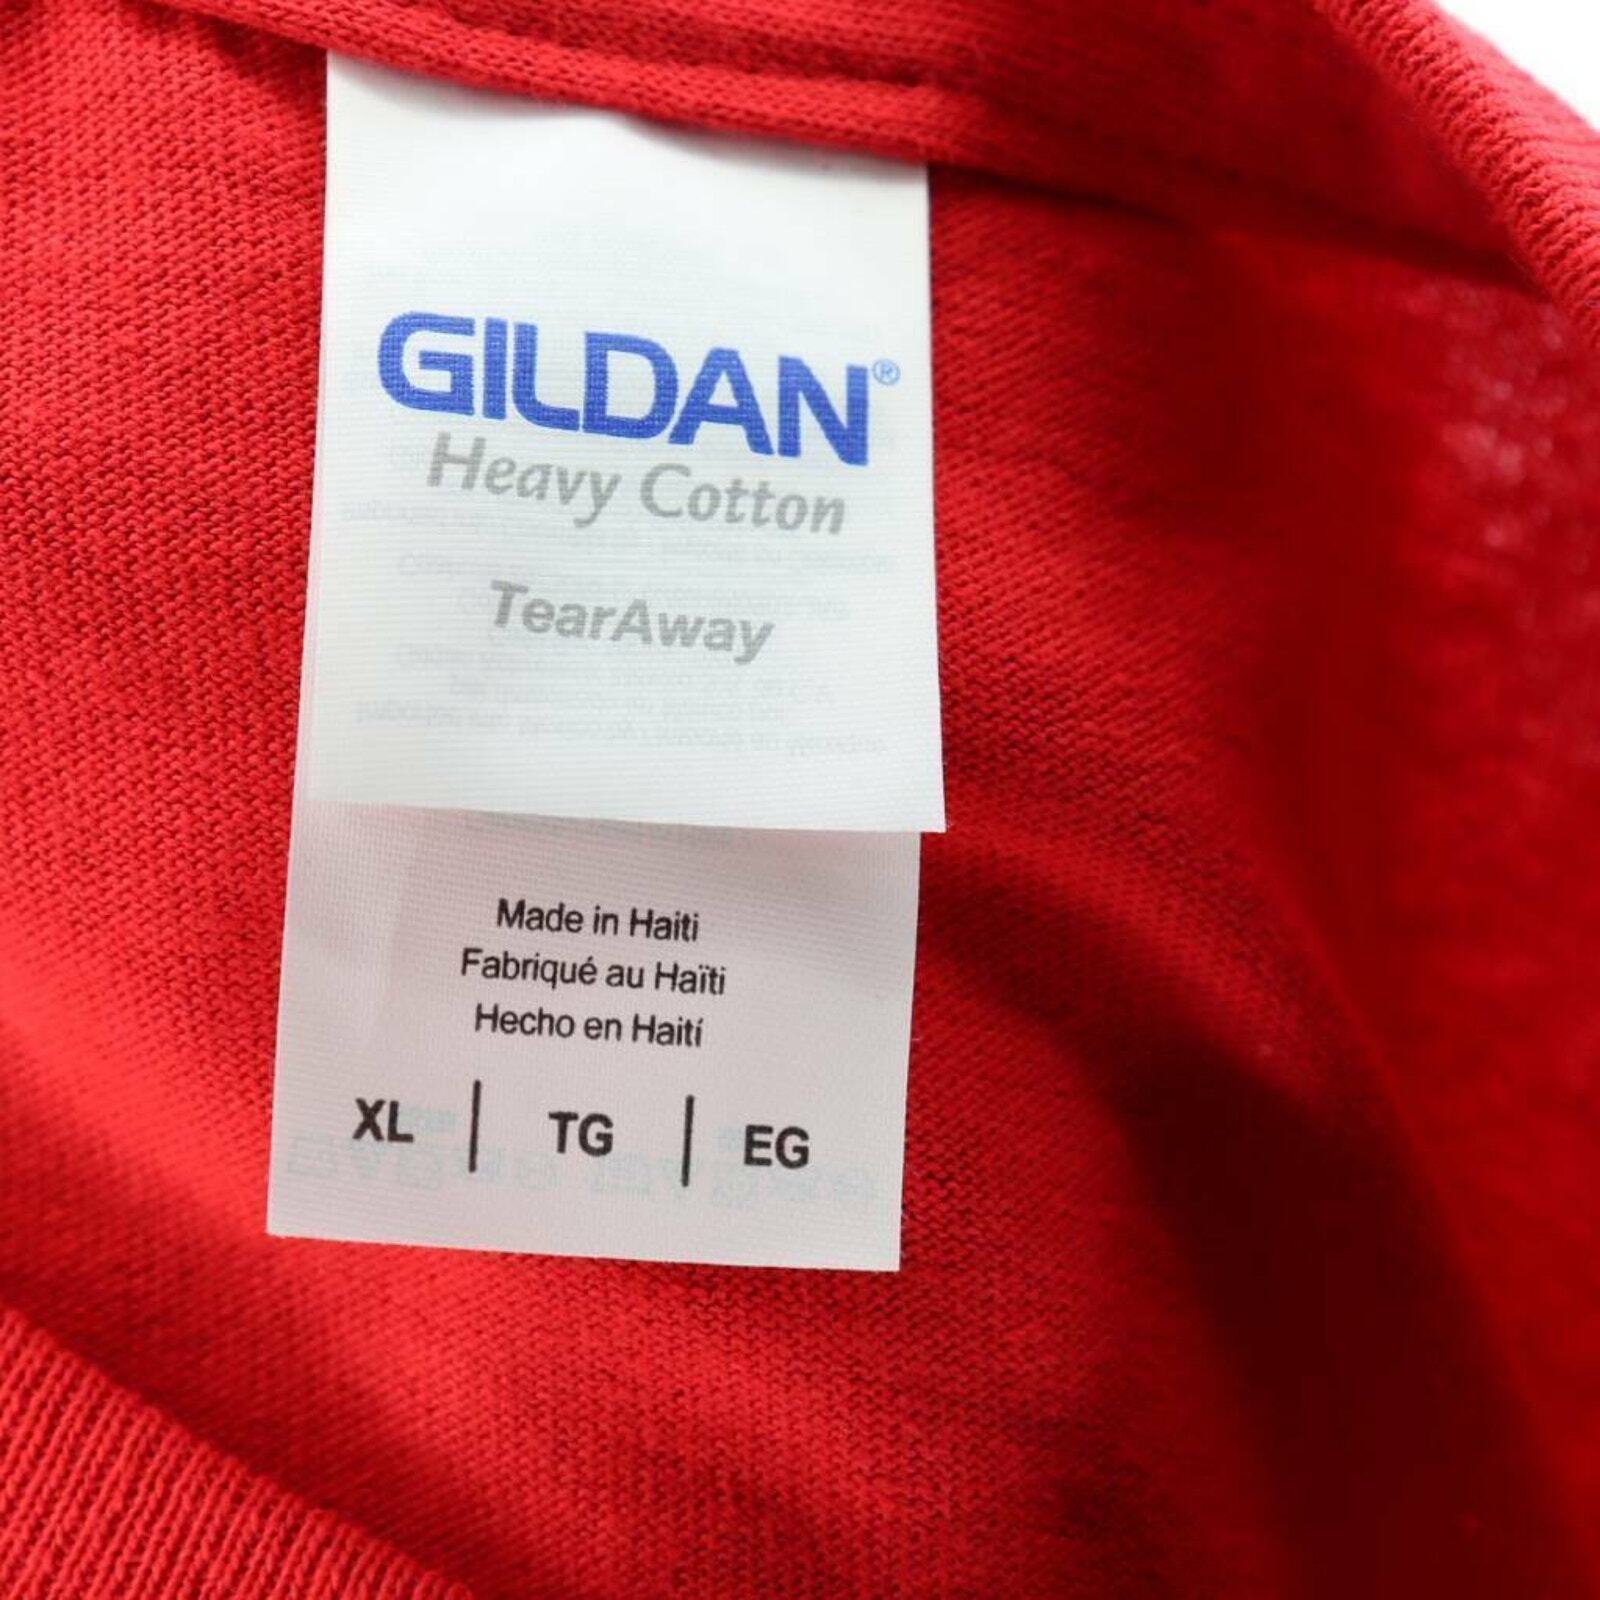 GILDAN®
Heavy Cotton
TearAway
Made in Haiti
Fabriqué au Haïti
Hecho en Haití
XL | TG | EG